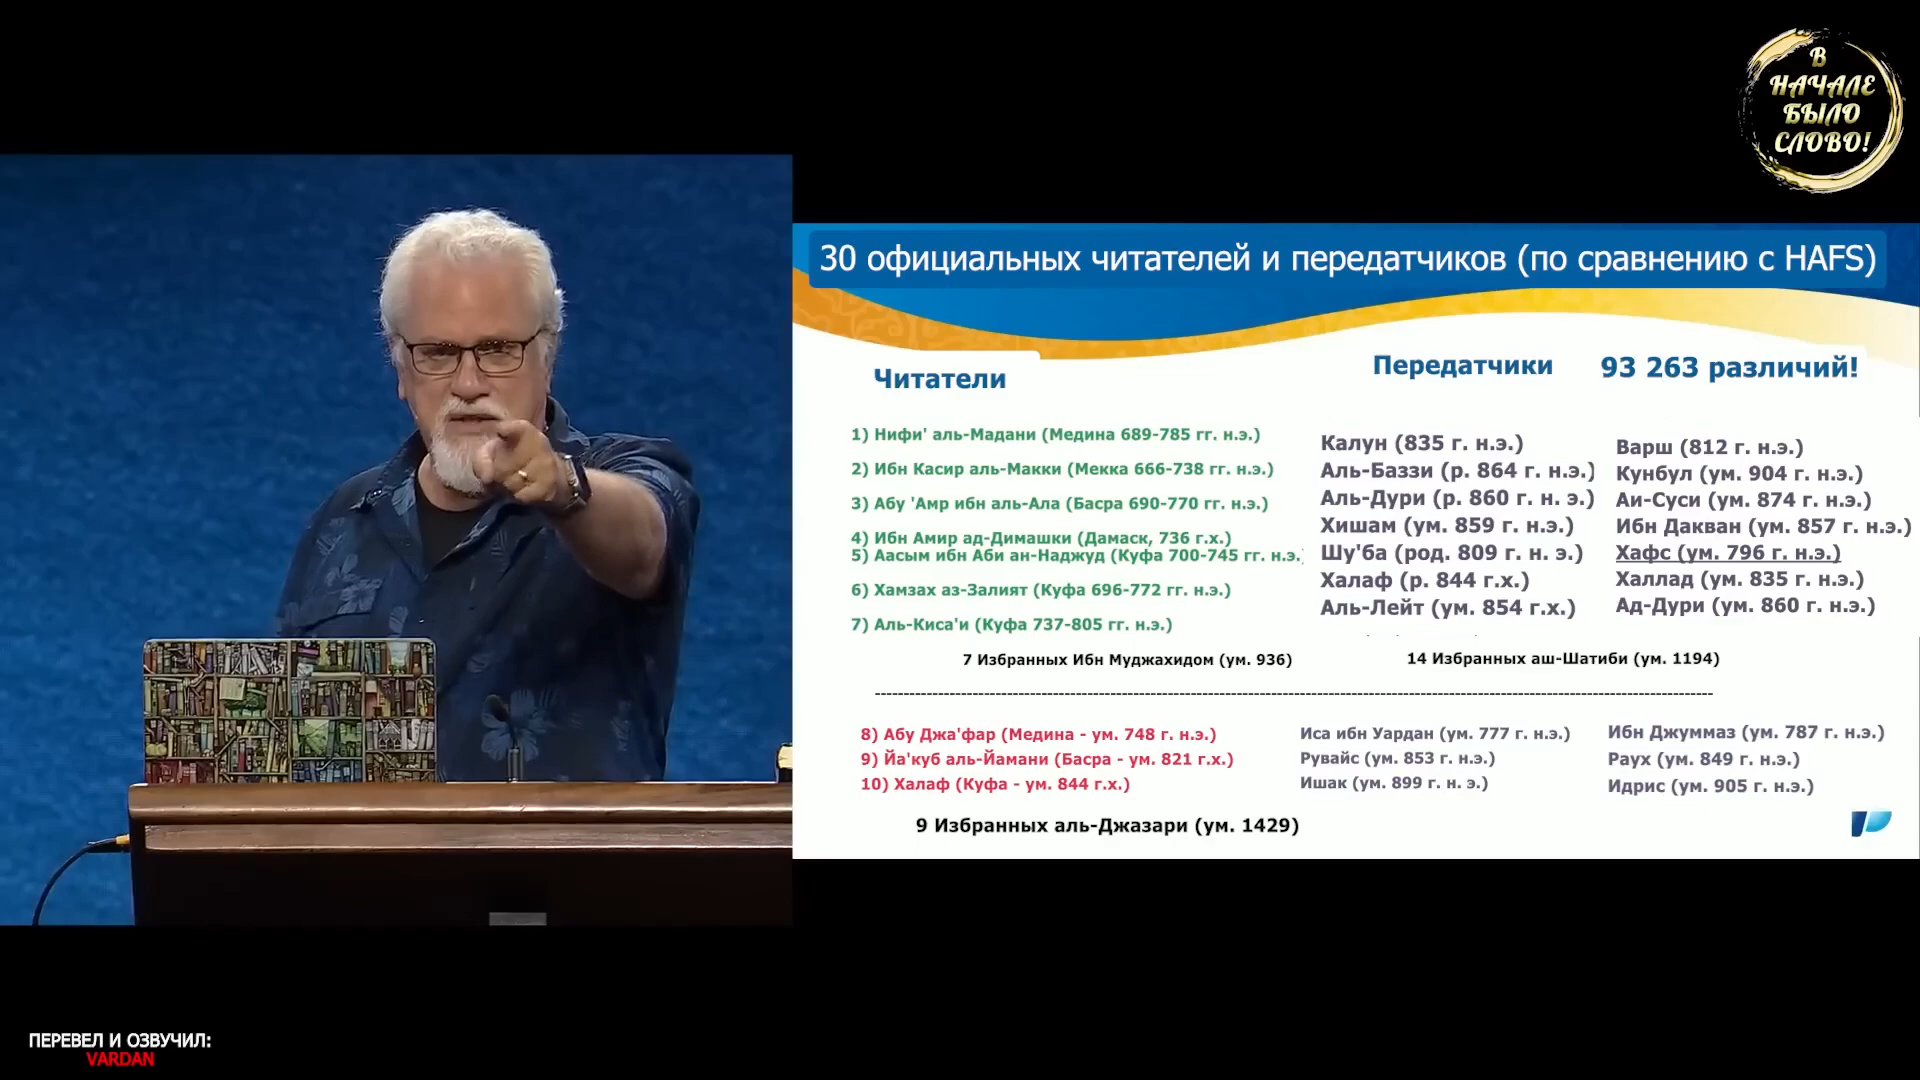 В
НАЧАЛЕ
БЫЛО
СЛОВО!
30 официальных читателей и передатчиков (по сравнению с HAFS)
Читатели
Передатчики
93 263 различий!
1) Нифи' аль-Мадани (Медина 689-785 гг. н.э.)
2) Ибн Касир аль-Макки (Мекка 666-738 гг. н.э.)
3) Абу 'Амр ибн аль-Ала (Басра 690-770 гг. н.э.)
4) Ибн Амир ад-Димашки (Дамаск, 736 г.х.)
5) Аасым ибн Аби ан-Наджуд (Куфа 700-745 гг. н.э.
6) Хамзах аз-Залият (Куфа 696-772 гг. н.э.)
7) Аль-Киса'и (Куфа 737-805 гг. н.э.)
Калун (835 г. н.э.)
Аль-Баззи (р. 864 г. н.э.)
Аль-Дури (р. 860 г. н. э.)
Хишам (ум. 859 г. н.э.)
Шу'ба (род. 809 г. н. э.)
Халаф (р. 844 г.х.)
Аль-Лейт (ум. 854 г.х.)
Варш (812 г. н.э.)
Кунбул (ум. 904 г. н.э.)
Аи-Суси (ум. 874 г. н.э.)
Ибн Дакван (ум. 857 г. н.э.)
Хафс (ум. 796 г. н.э.)
Халлад (ум. 835 г. н.э.)
Ад-Дури (ум. 860 г. н.э.)
7 Избранных Ибн Муджахидом (ум. 936)
14 Избранных аш-Шатиби (ум. 1194)
8) Абу Джа'фар (Медина - ум. 748 г. н.э.)
9) Йа'куб аль-Йамани (Басра - ум. 821 г.х.)
10) Халаф (Куфа - ум. 844 г.х.)
Иса ибн Уардан (ум. 777 г. н.э.)
Рувайс (ум. 853 г. н.э.)
Ишак (ум. 899 г. н. э.)
Ибн Джуммаз (ум. 787 г. н.э.)
Раух (ум. 849 г. н.э.)
Идрис (ум. 905 г. н.э.)
9 Избранных аль-Джазари (ум. 1429)
ПЕРЕВЕЛ И ОЗВУЧИЛ:
VARDAN